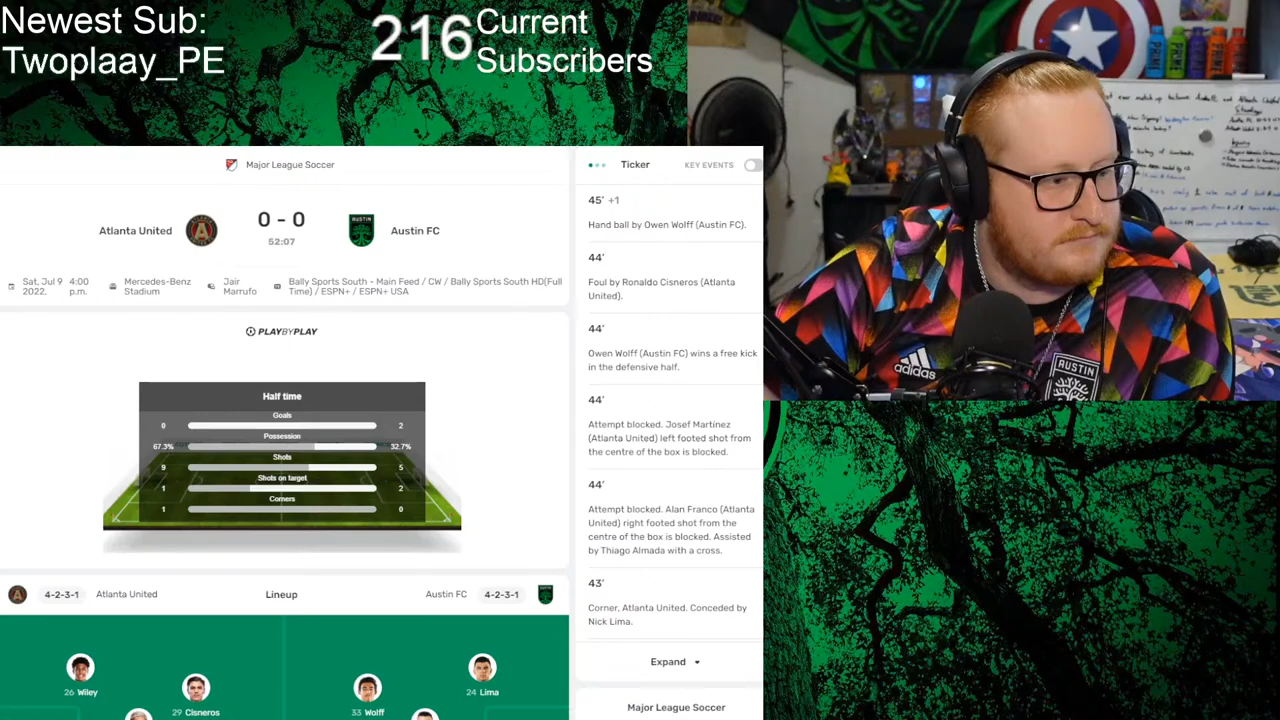 Newest Sub:
Twoplaay_PE
216
Current
Subscribers
Major League Soccer
Atlanta United
0 - 0
52:07
AUSTIN
Austin FC
Sat, Jul 9
2022,
4:00
p.m.
Mercedes-Benz
Stadium
Jair
Marrufo
Bally Sports South - Main Feed / CW / Bally Sports South HD(Full
Time) / ESPN+ / ESPN USA
PLAYBYPLAY
Half time
Goals
0 2
Possession
67.3% 32.7%
Shots
9 5
Shots on target
1 2
Corners
1 0
4-2-3-1 Atlanta United
Lineup
Austin FC 4-2-3-1
26 Wiley
29 Cisneros
33 Wolff
24 Lima
Ticker
KEY EVENTS
45' +1
Hand ball by Owen Wolff (Austin FC).
44'
Foul by Ronaldo Cisneros (Atlanta
United).
44'
Owen Wolff (Austin FC) wins a free kick
in the defensive half.
44'
Attempt blocked. Josef Martínez
(Atlanta United) left footed shot from
the centre of the box is blocked.
44'
Attempt blocked. Alan Franco (Atlanta
United) right footed shot from the
centre of the box is blocked. Assisted
by Thiago Almada with a cross.
43'
Corner, Atlanta United. Conceded by
Nick Lima.
Expand
Major League Soccer
PRIME
PRIME
PRIME
PRIME
adidas
AUSTIN